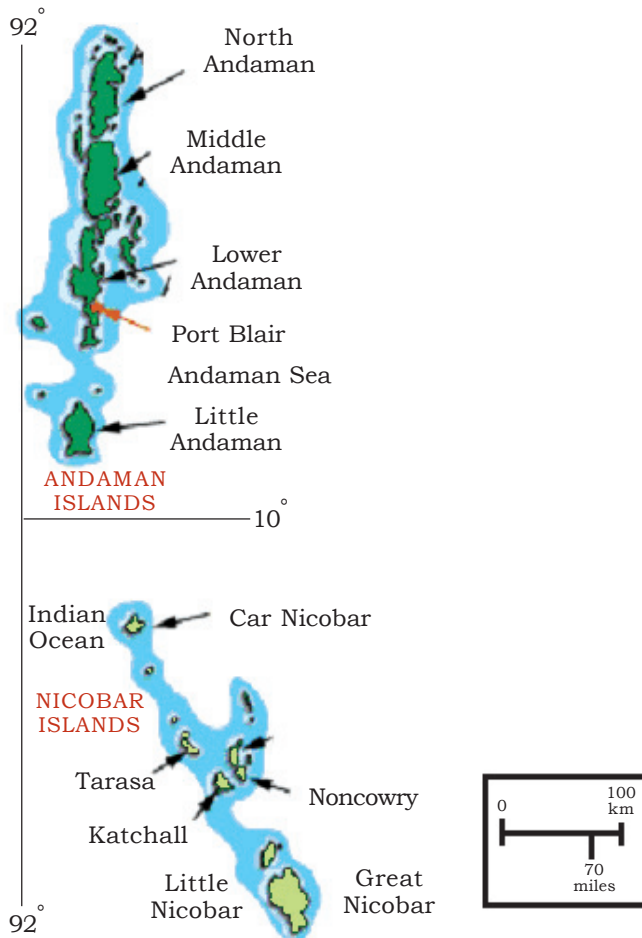 92°
North
Andaman
Middle
Andaman
Lower
Andaman
Port Blair
Andaman Sea
Little
Andaman
ANDAMAN
ISLANDS
10°
Indian
Ocean
Car Nicobar
NICOBAR
ISLANDS
Tarasa
Noncowry
Katchall
Little
Nicobar
Great
Nicobar
92°
0
100
km
70
miles